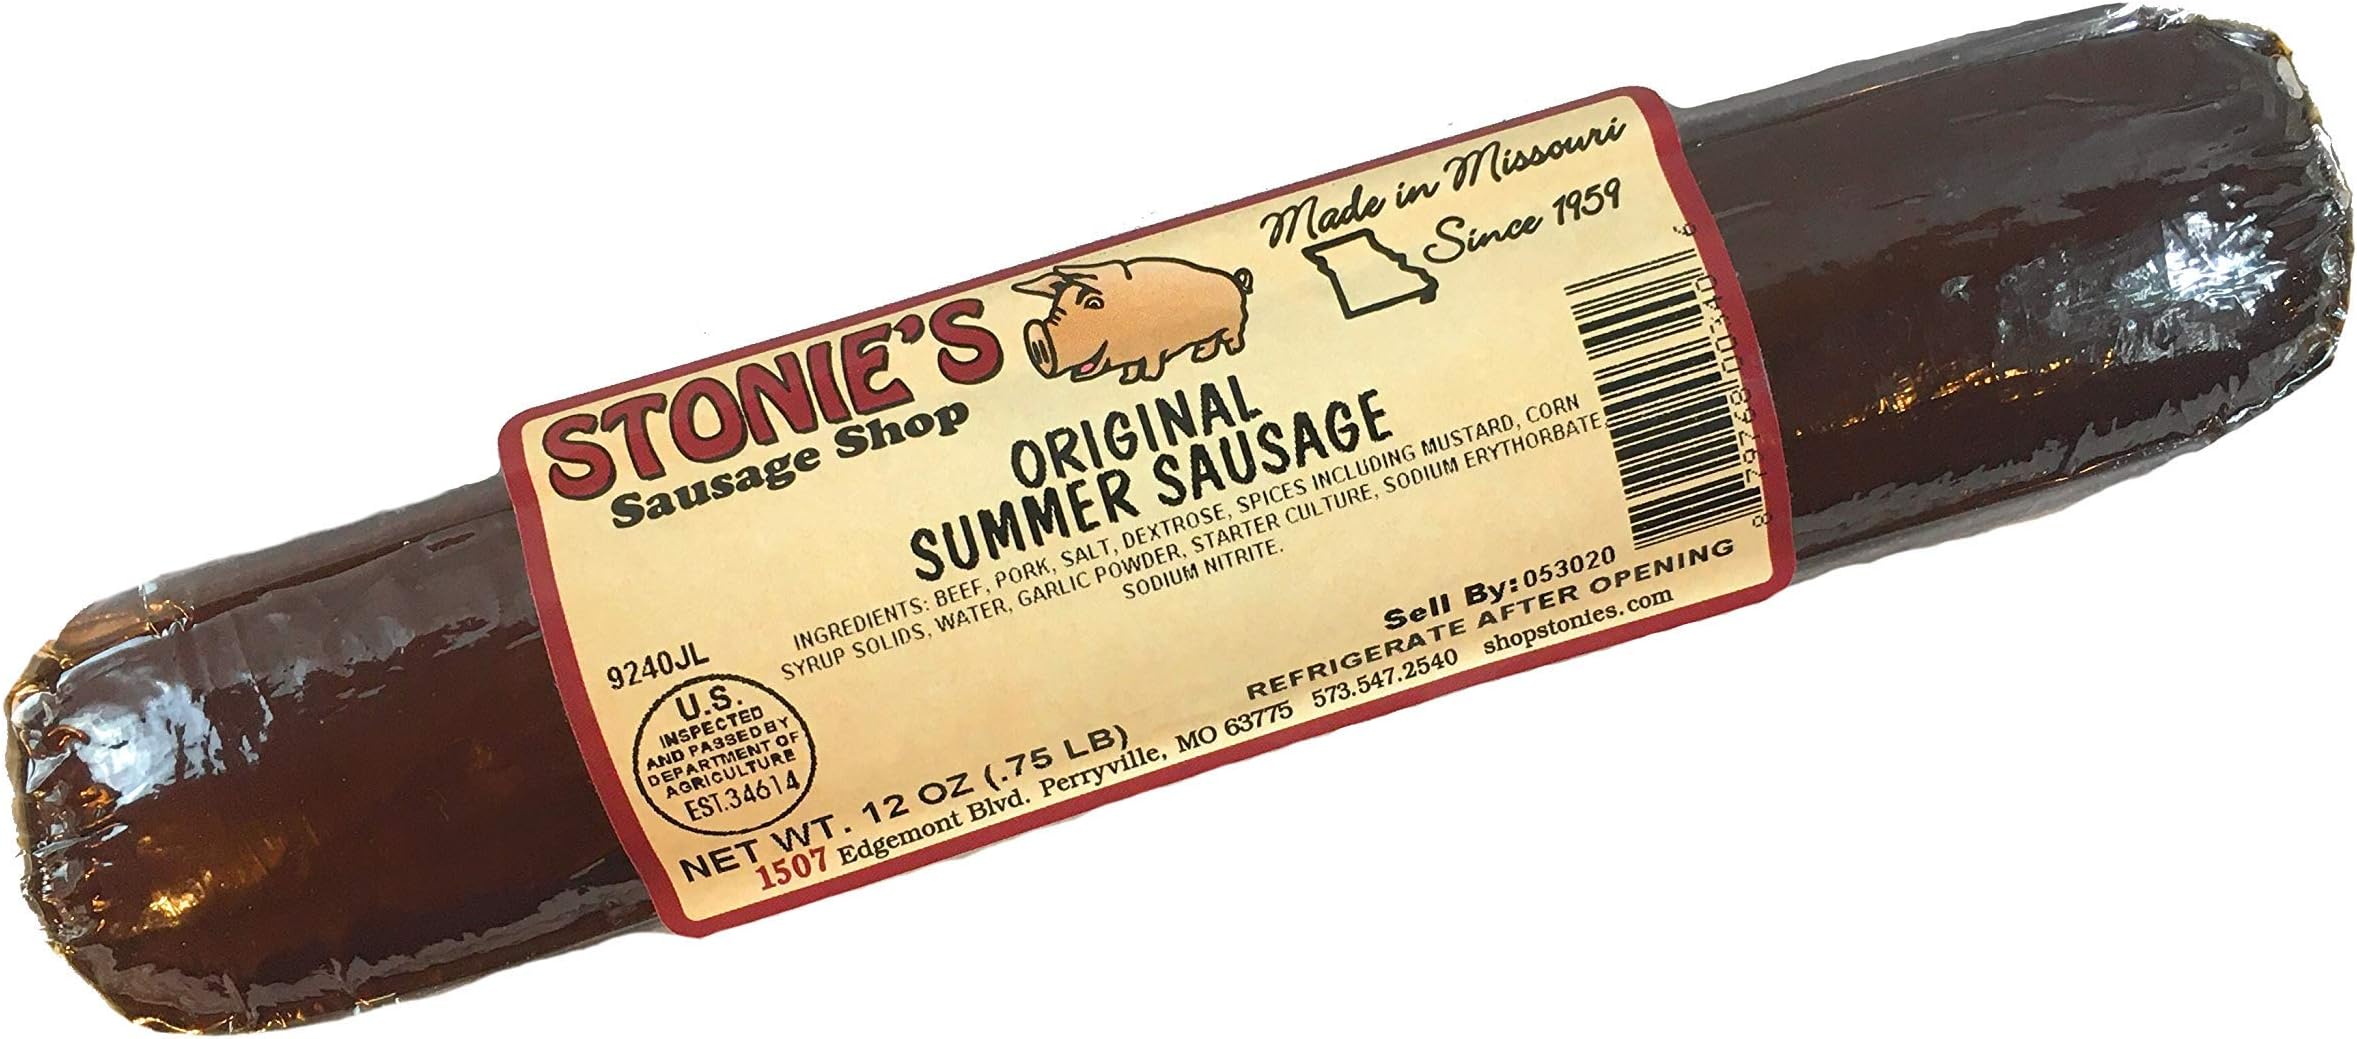 Made in Missouri
Since 1959
STONIE'S
Sausage Shop
ORIGINAL
SUMMER SAUSAGE
INGREDIENTS: BEEF, PORK, SALT, DEXTROSE, SPICES INCLUDING MUSTARD, CORN
SYRUP SOLIDS, WATER, GARLIC POWDER, STARTER CULTURE, SODIUM ERYTHORBATE,
SODIUM NITRITE.
9240JL
U.S.
INSPECTED
AND PASSED BY
DEPARTMENT OF
AGRICULTURE
EST.34614
Sell By:053020
REFRIGERATE AFTER OPENING
NET WT. 12 OZ (.75 LB)
1507 Edgemont Blvd. Perryville, MO 63775 573.547.2540 shopstonies.com